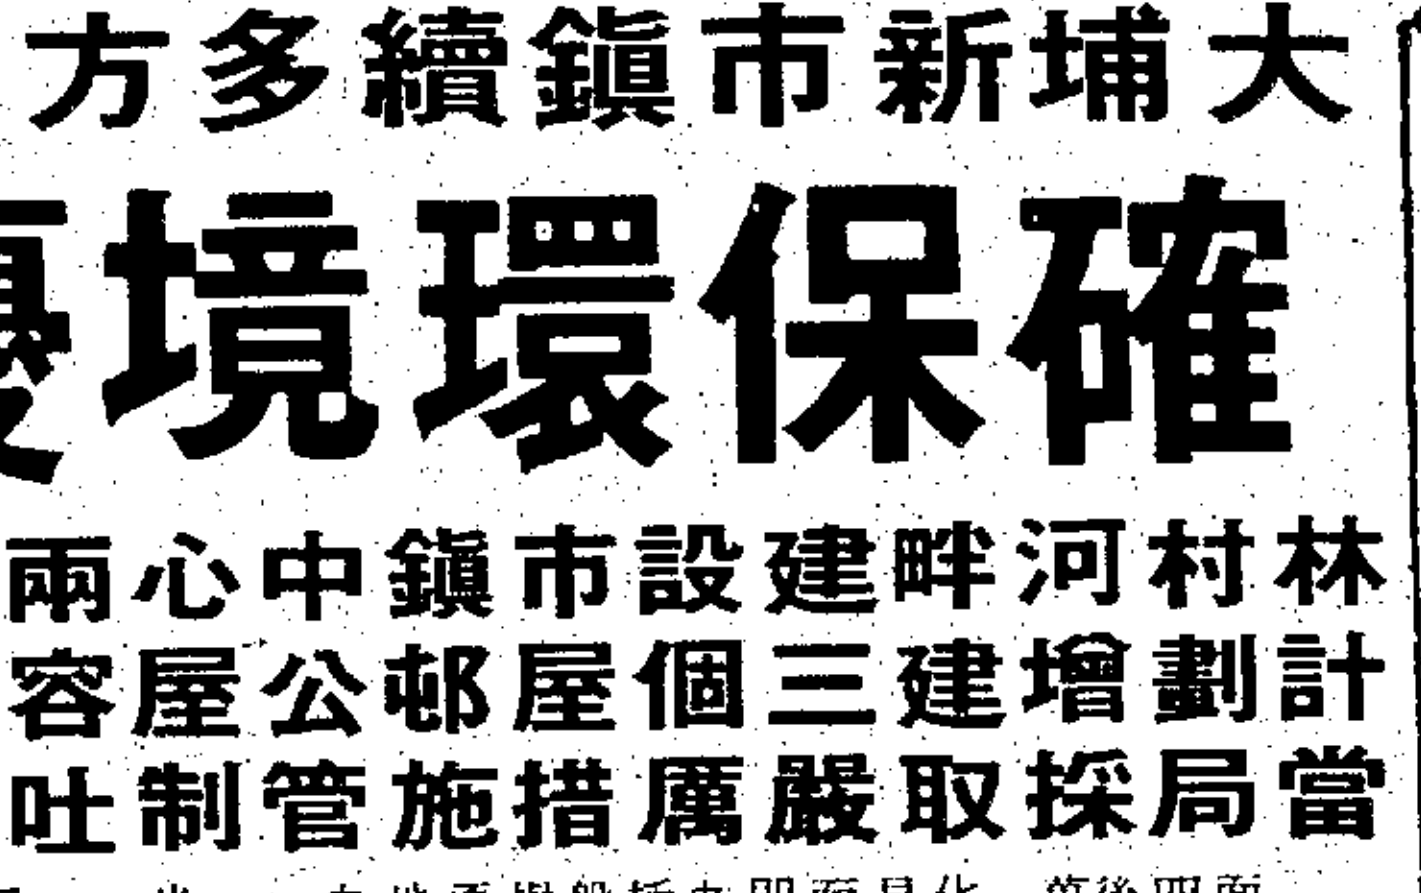 大埔新市鎮續多方
確保環境優
林村河畔建設市鎮中心兩
計劃增建三個屋邨公屋容
當局採取嚴厲措施管制吐